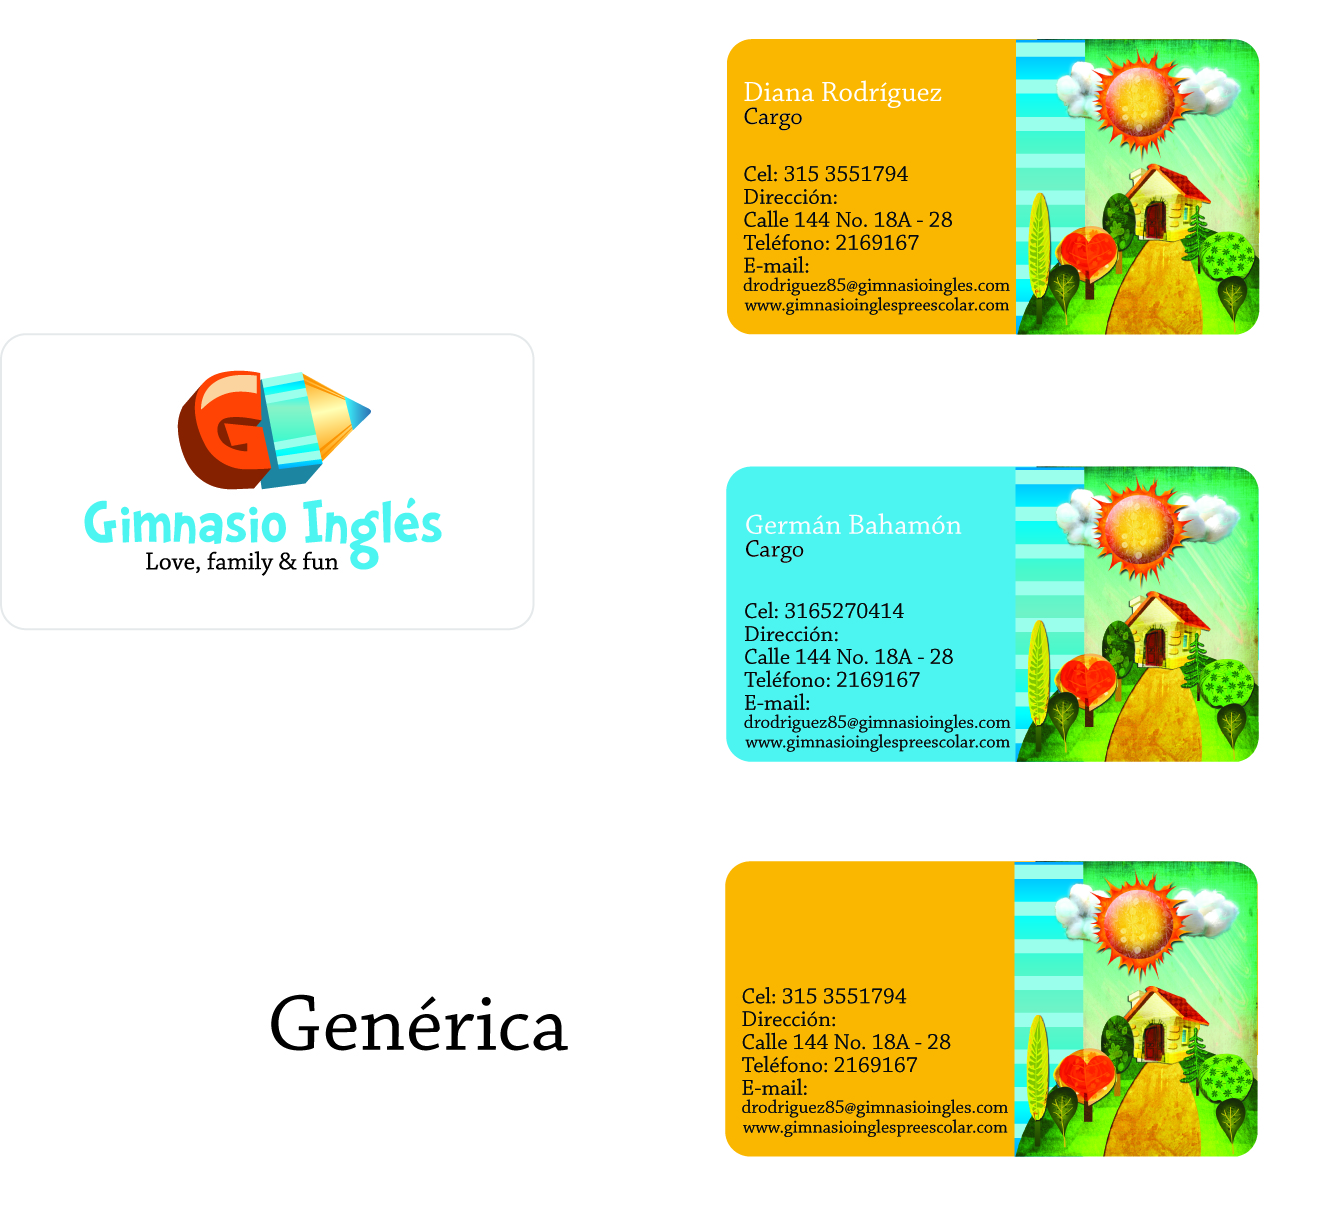 Diana Rodríguez
Cargo
Cel: 315 3551794
Dirección:
Calle 144 No. 18A - 28
Teléfono: 2169167
E-mail:
drodriguez85@gimnasioingles.com
www.gimnasioinglespreescolar.com
G
Gimnasio Inglés
Love, family & fun
Germán Bahamón
Cargo
Cel: 3165270414
Dirección:
Calle 144 No. 18A - 28
Teléfono: 2169167
E-mail:
drodriguez85@gimnasioingles.com
www.gimnasioinglespreescolar.com
Genérica
Cel: 315 3551794
Dirección:
Calle 144 No. 18A - 28
Teléfono: 2169167
E-mail:
drodriguez85@gimnasioingles.com
www.gimnasioinglespreescolar.com